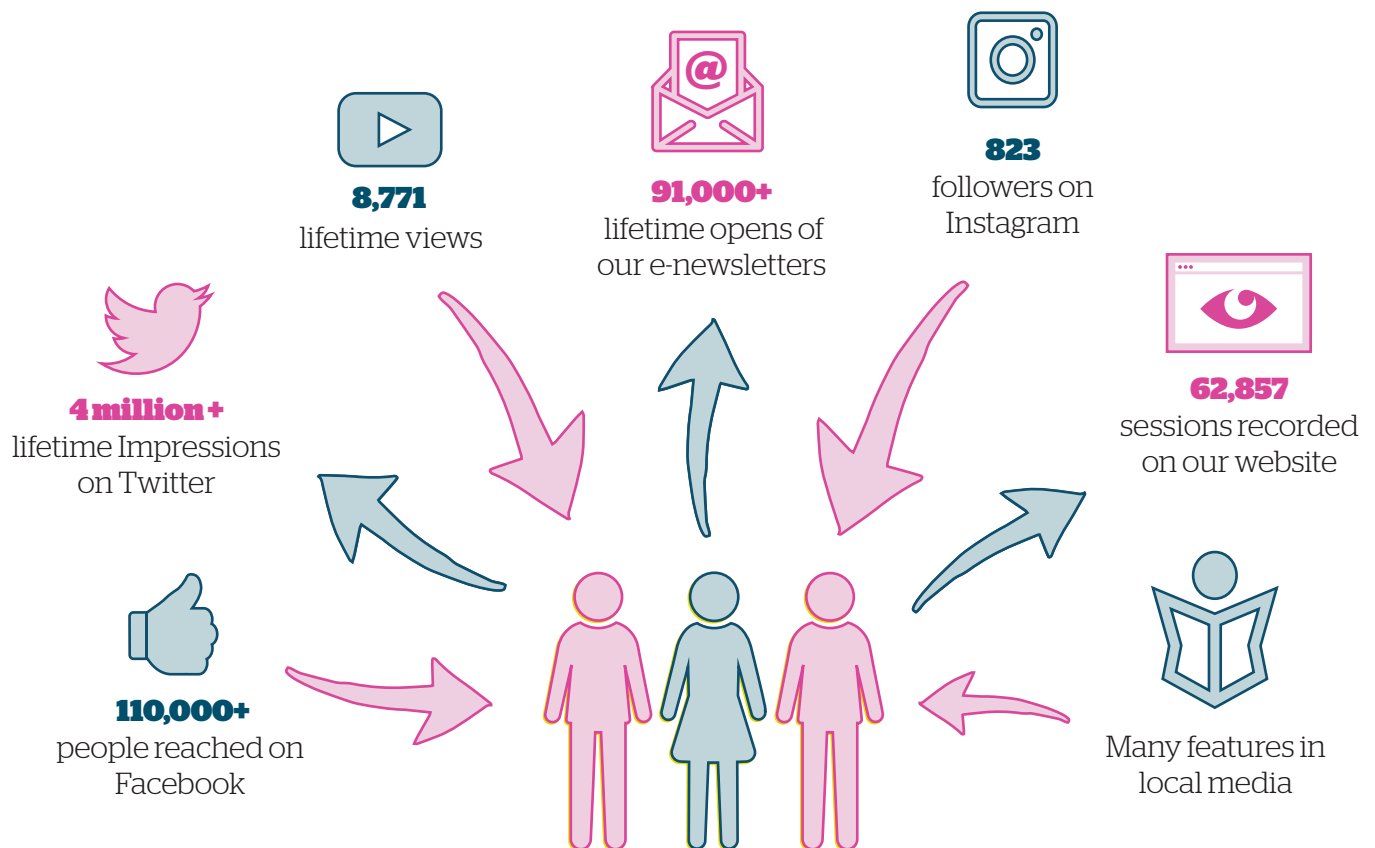 @
823
followers on
Instagram
91,000+
lifetime opens of
our e-newsletters
8,771
lifetime views
62,857
sessions recorded
on our website
4 million +
lifetime Impressions
on Twitter
110,000+
people reached on
Facebook
Many features in
local media